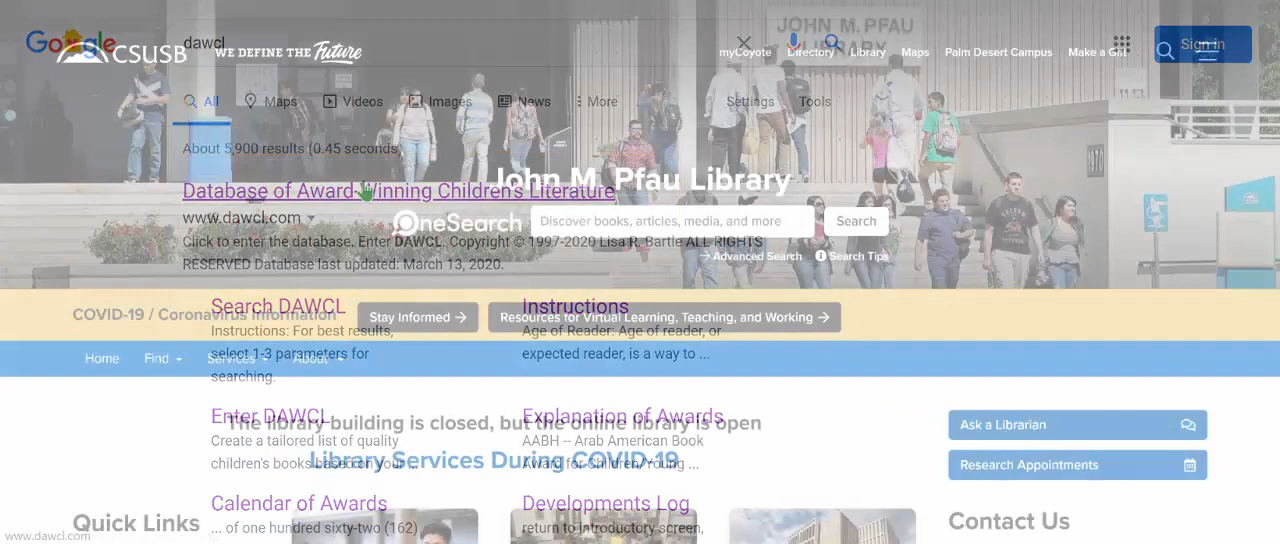 Google
dawcl
Sign in
CSUSB
WE DEFINE THE Future
myCoyote Directory Library Maps Palm Desert Campus Make a Gift
JOHN M. PFAU
LIBRARY
All Maps Videos Images News More Settings Tools
About 5,900 results (0.45 seconds)
1970
John M. Pfau Library
Database of Award-Winning Children's Literature
www.dawcl.com
OneSearch Discover books, articles, media, and more Search
Click to enter the database. Enter DAWCL. Copyright © 1997-2020 Lisa R. Bartle ALL RIGHTS
RESERVED Database last updated: March 13, 2020.
Advanced Search Search Tips
COVID-19 / Coronavirus Information Stay Informed → Resources for Virtual Learning, Teaching, and Working →
Search DAWCL
Instructions: For best results,
select 1-3 parameters for
searching.
Instructions
Age of Reader: Age of reader, or
expected reader, is a way to ...
Home Find Services About
Enter DAWCL
Create a tailored list of quality
children's books based on your ...
Explanation of Awards
AABH -- Arab American Book
Award for Children/Young ...
The library building is closed, but the online library is open
Library Services During COVID-19
Ask a Librarian
Research Appointments
Calendar of Awards
... of one hundred sixty-two (162)
Developments Log
return to introductory screen,
Quick Links
Contact Us
www.dawcl.com